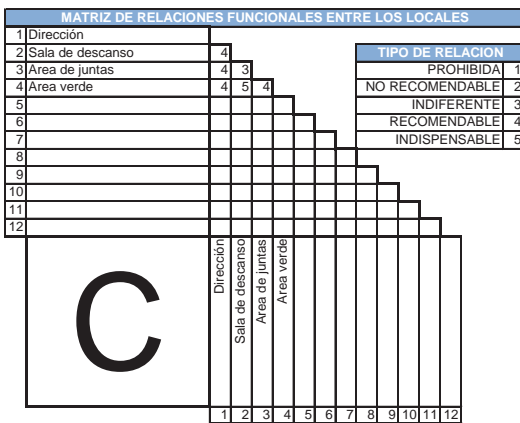 MATRIZ DE RELACIONES FUNCIONALES ENTRE LOS LOCALES
1 Dirección
2 Sala de descanso 4
3 Area de juntas 4 3
4 Area verde 4 5 4
5
6
7
8
9
10
11
12
TIPO DE RELACION
PROHIBIDA 1
NO RECOMENDABLE 2
INDIFERENTE 3
RECOMENDABLE 4
INDISPENSABLE 5
C
Dirección
Sala de descanso
Area de juntas
Area verde
1 2 3 4 5 6 7 8 9 10 11 12